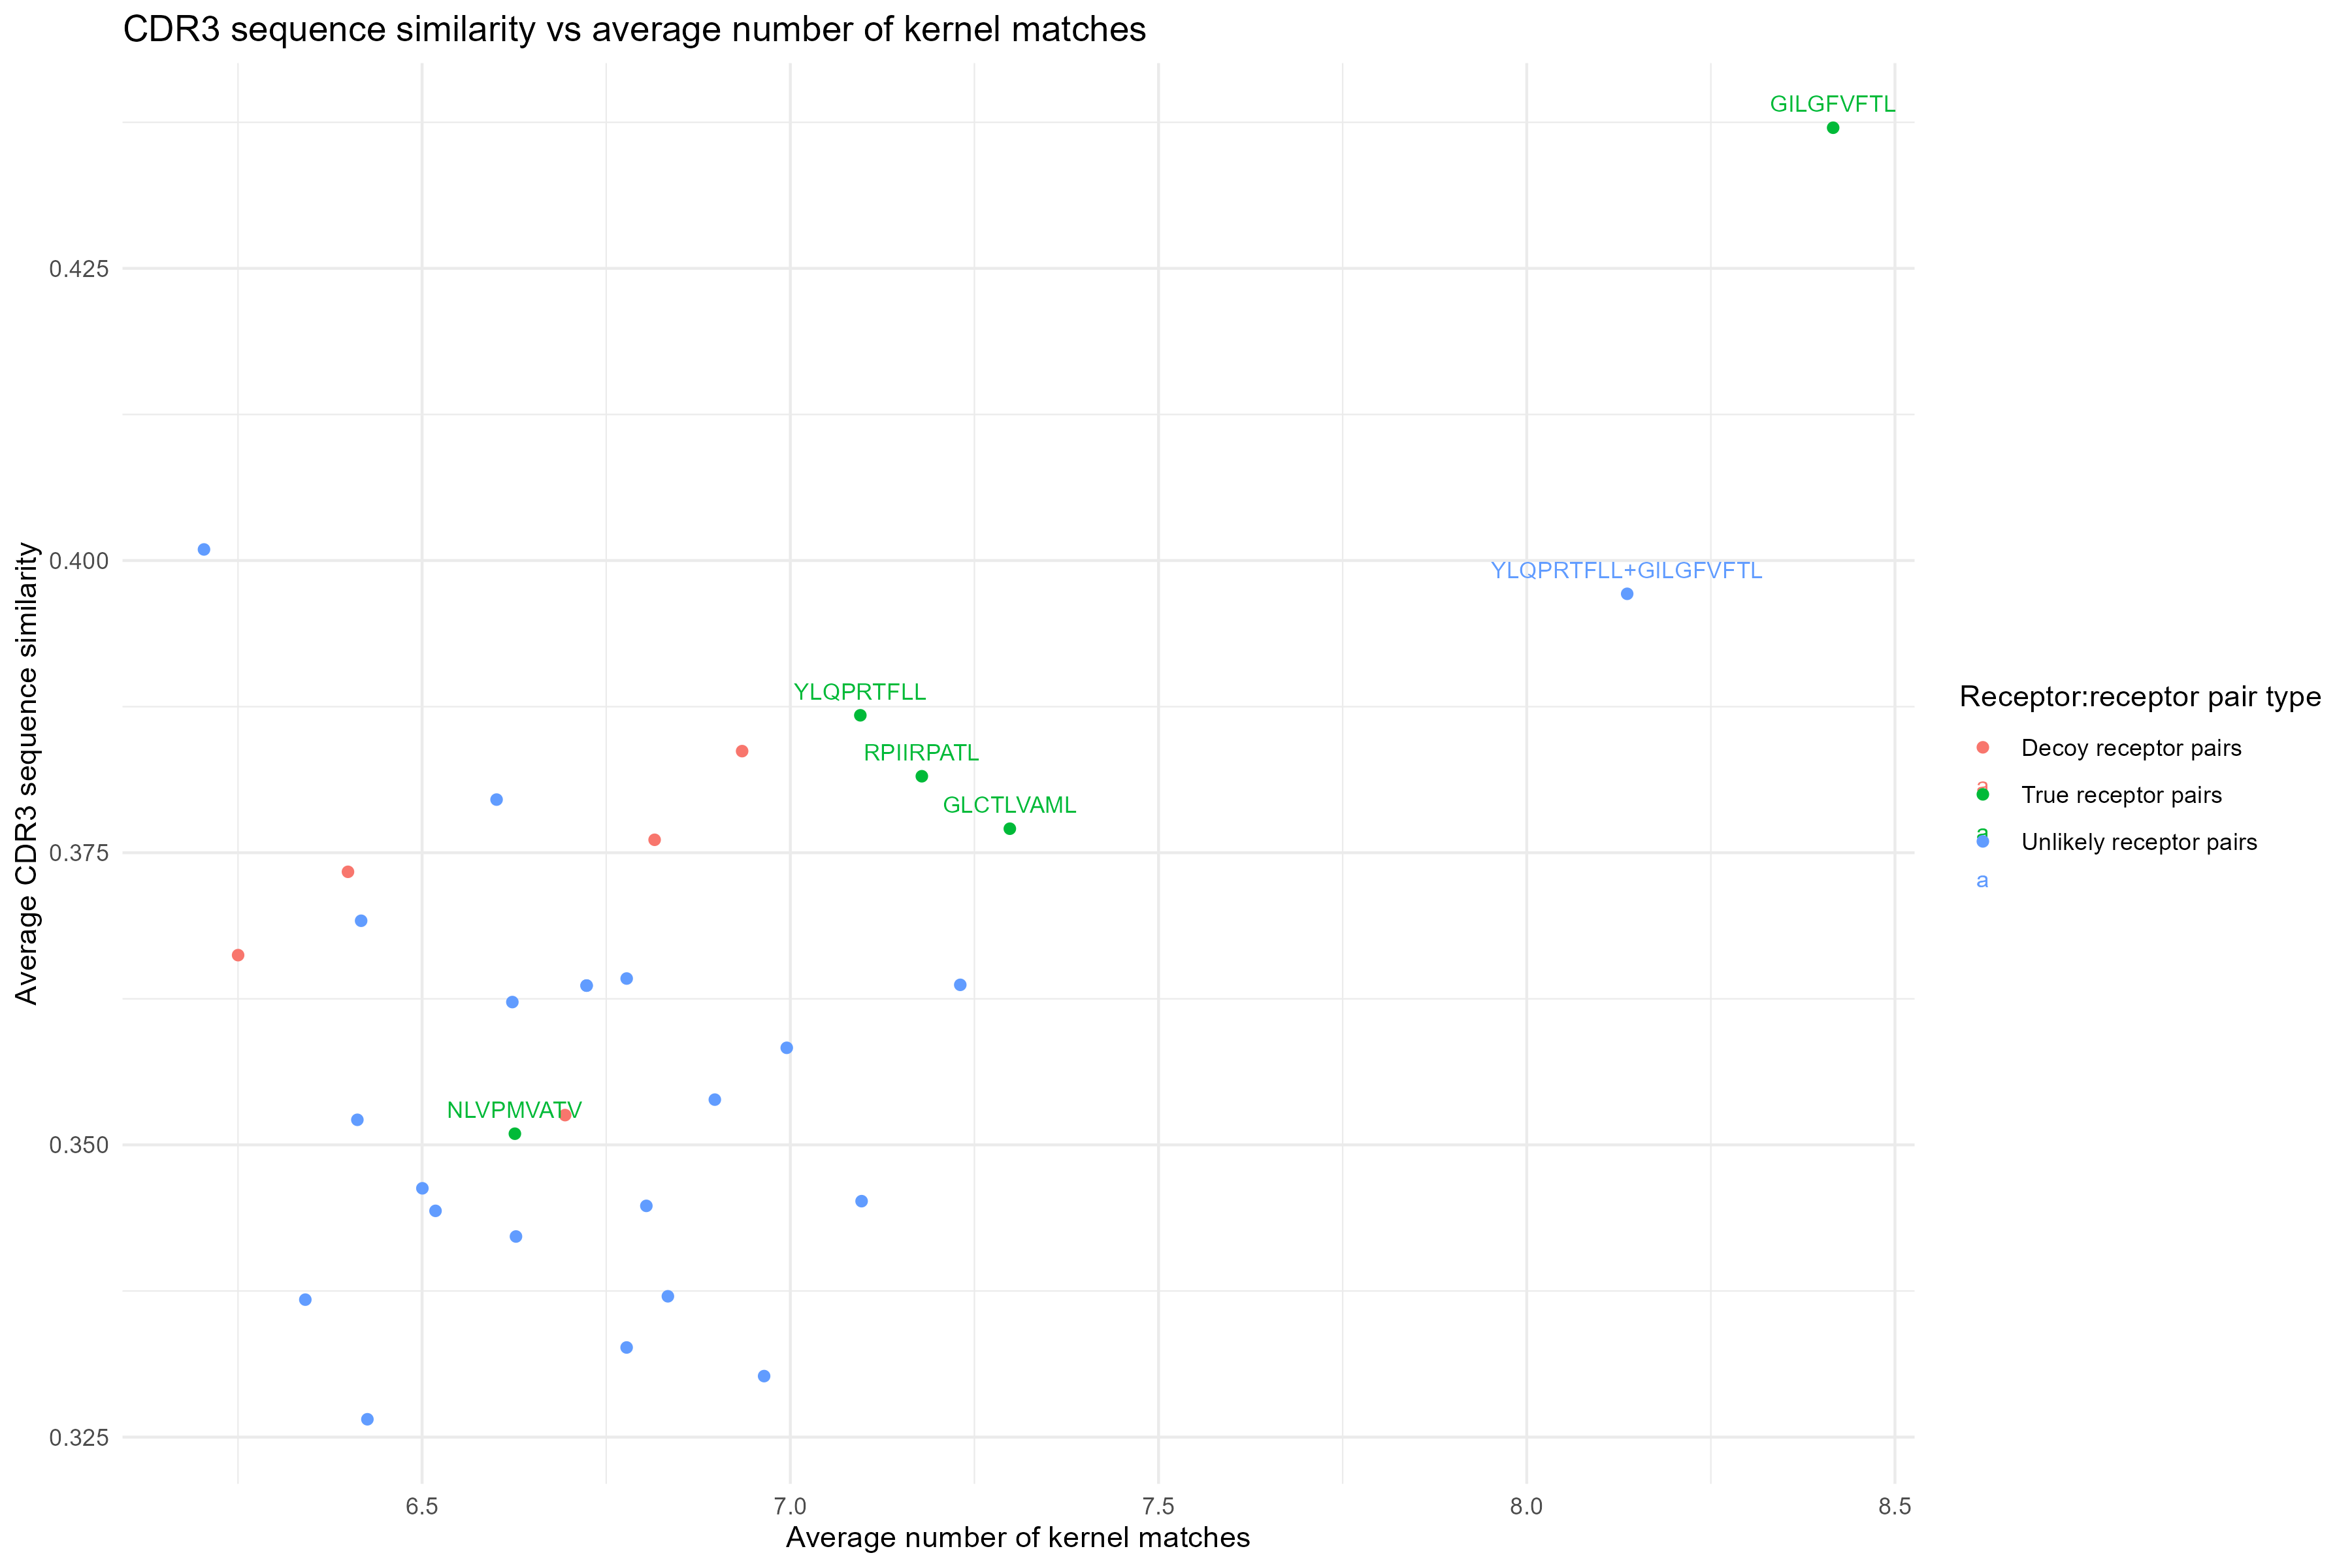 CDR3 sequence similarity vs average number of kernel matches
GILGFVFTL
0.425
0.400
YLQPRTFLL+GILGFVFTL
YLQPRTFLL
RPIIRPATL
GLCTLVAML
0.375
NLVPMVATV
0.350
0.325
Average CDR3 sequence similarity
6.5
7.0
7.5
8.0
8.5
Average number of kernel matches
Receptor:receptor pair type
Decoy receptor pairs
a
True receptor pairs
a
Unlikely receptor pairs
a